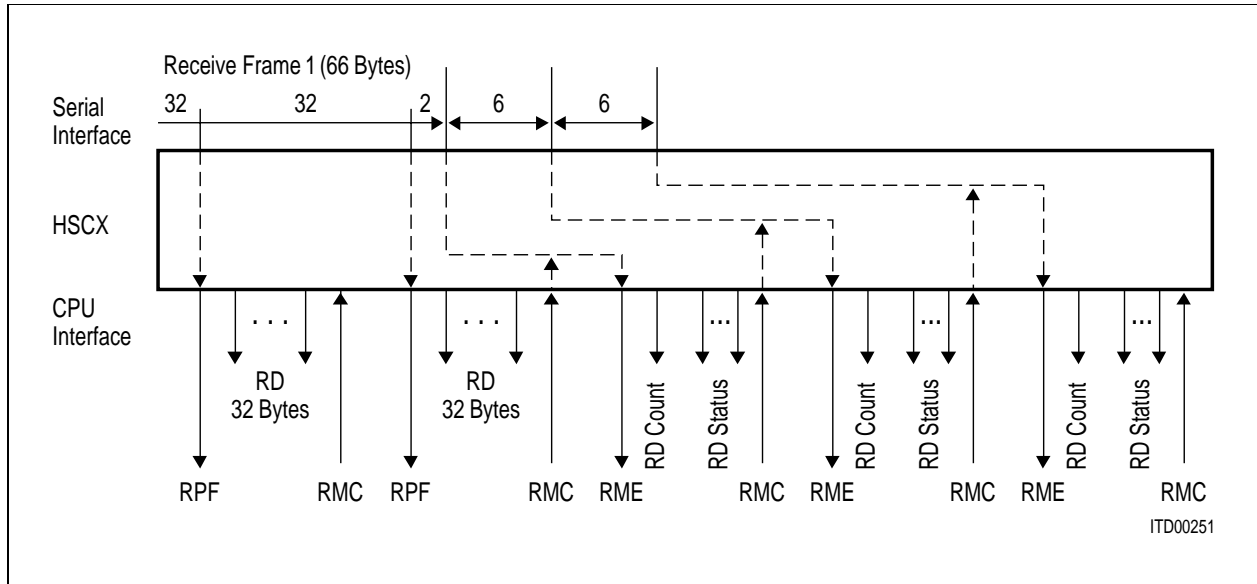 Receive Frame 1 (66 Bytes)
32 32 2 6 6
Serial
Interface
HSCX
CPU
Interface
. . . . . . ... ... ...
RD
32 Bytes
RD
32 Bytes
RD Count
RD Status
RD Count
RD Status
RD Count
RD Status
RPF RMC RPF RMC RME RMC RME RMC RME RMC
ITD00251